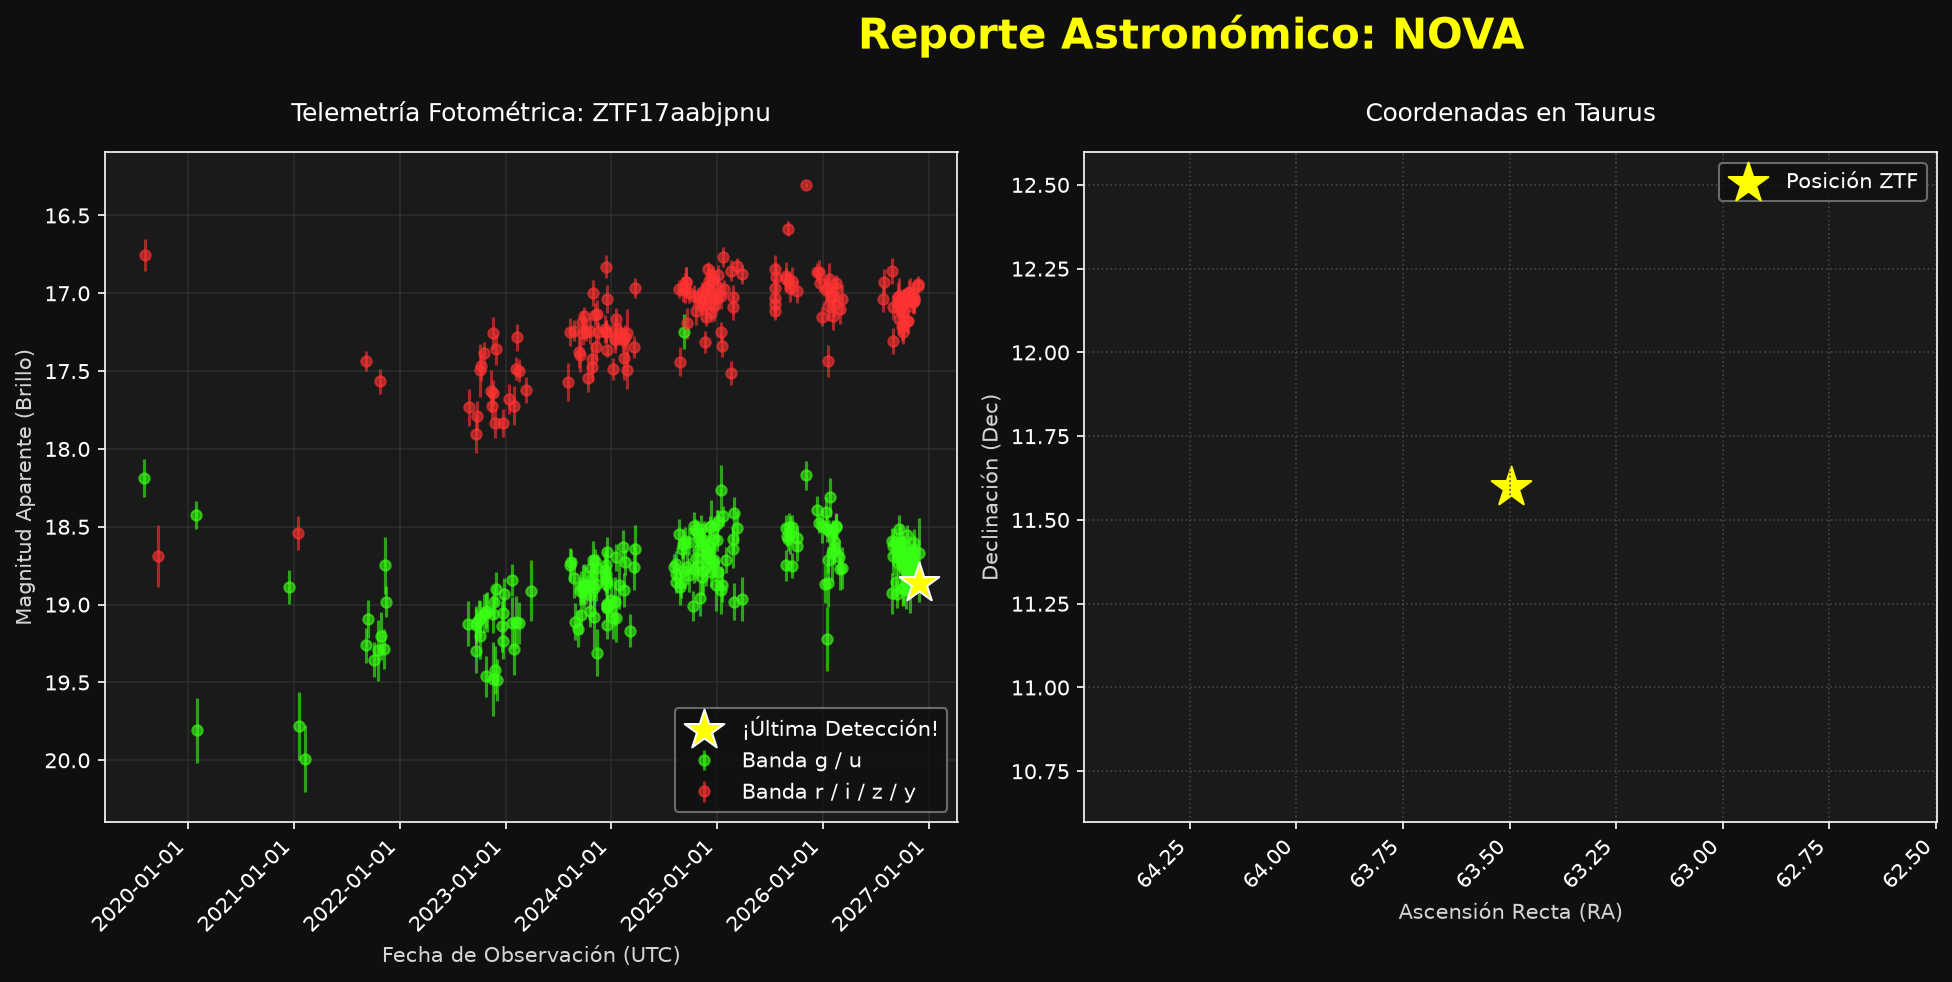 Reporte Astronómico: NOVA
Telemetría Fotométrica: ZTF17aabjpnu
Magnitud Aparente (Brillo)
16.5
17.0
17.5
18.0
18.5
19.0
19.5
20.0
¡Última Detección!
Banda g / u
Banda r / i / z / y
2020-01-01
2021-01-01
2022-01-01
2023-01-01
2024-01-01
2025-01-01
2026-01-01
2027-01-01
Fecha de Observación (UTC)
Coordenadas en Taurus
Declinación (Dec)
12.50
12.25
12.00
11.75
11.50
11.25
11.00
10.75
Posición ZTF
64.25
64.00
63.75
63.50
63.25
63.00
62.75
62.50
Ascensión Recta (RA)